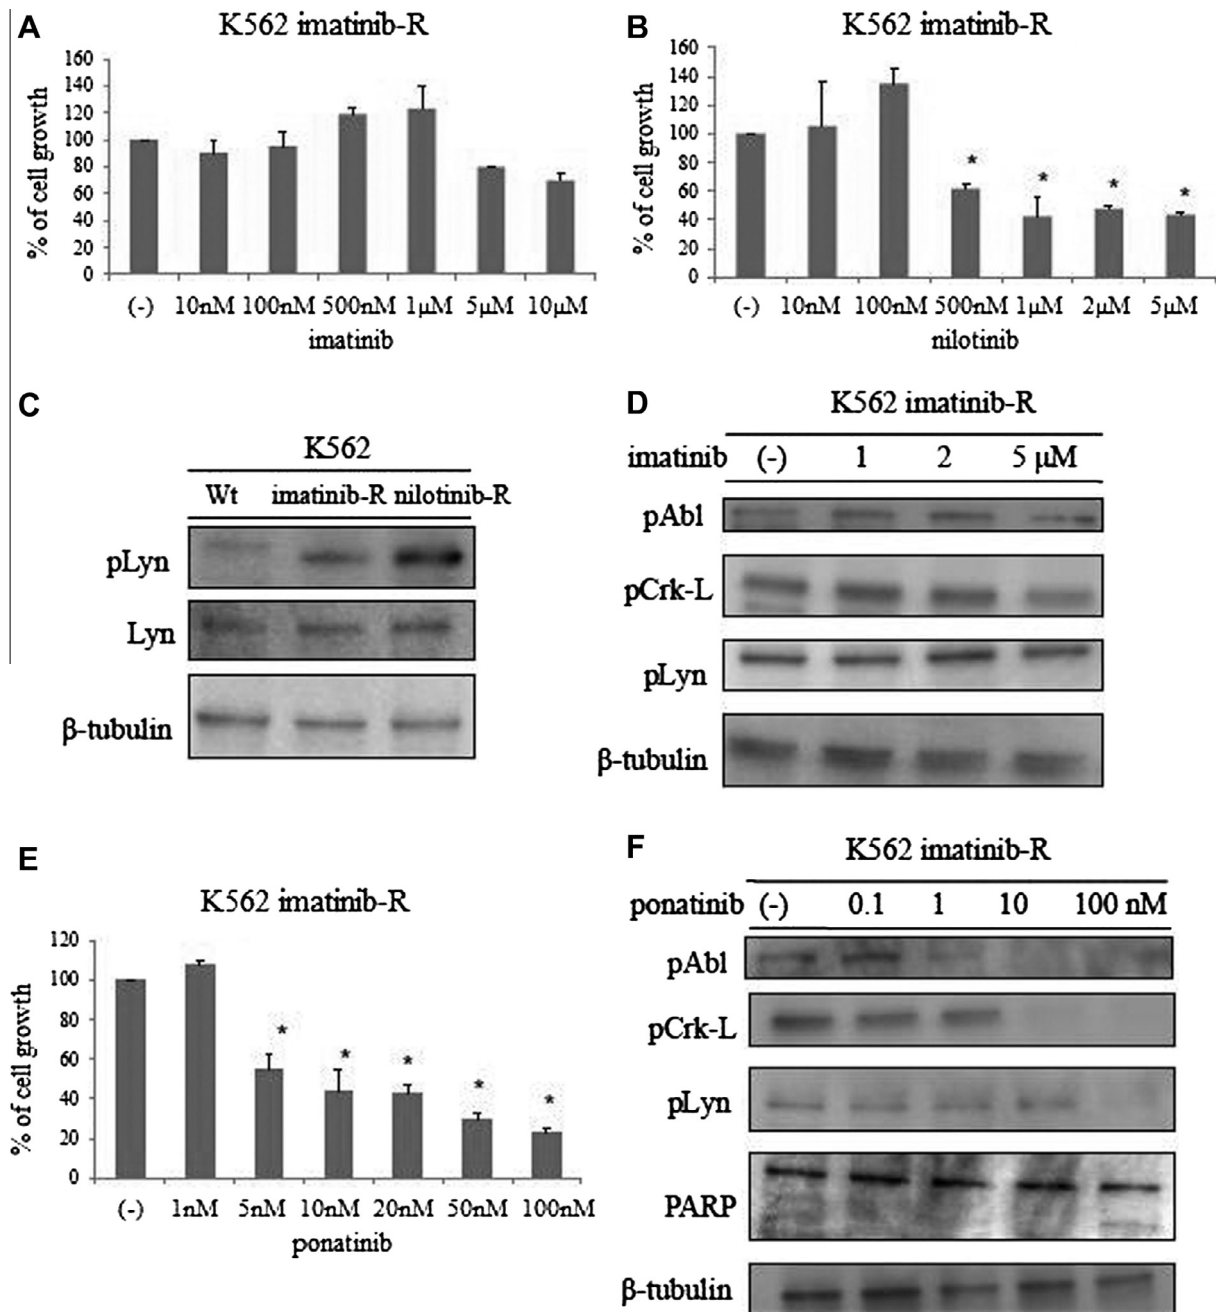 A
K562 imatinib-R
% of cell growth
160
140
120
100
80
60
40
20
0
(-) 10nM 100nM 500nM 1µM 5µM 10µM
imatinib
B
K562 imatinib-R
% of cell growth
160
140
120
100
80
60
40
20
0
* * * *
(-) 10nM 100nM 500nM 1µM 2µM 5µM
nilotinib
C
K562
Wt imatinib-R nilotinib-R
pLyn
Lyn
β-tubulin
D
K562 imatinib-R
imatinib (-) 1 2 5 µM
pAbl
pCrk-L
pLyn
β-tubulin
E
K562 imatinib-R
% of cell growth
120
100
80
60
40
20
0
* * * * *
(-) 1nM 5nM 10nM 20nM 50nM 100nM
ponatinib
F
K562 imatinib-R
ponatinib (-) 0.1 1 10 100 nM
pAbl
pCrk-L
pLyn
PARP
β-tubulin